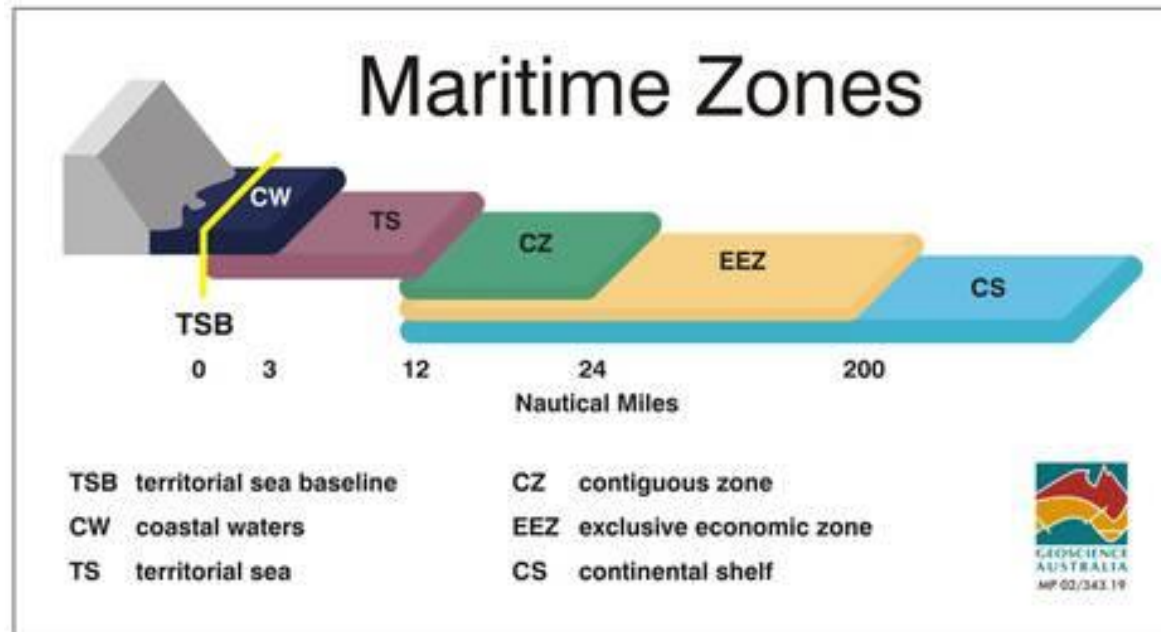 Maritime Zones
CW
TS
CZ
EEZ
CS
TSB
0 3 12 24 200
Nautical Miles
TSB territorial sea baseline
CW coastal waters
TS territorial sea
CZ contiguous zone
EEZ exclusive economic zone
CS continental shelf
GEOSCIENCE
AUSTRALIA
MP 02/343.19